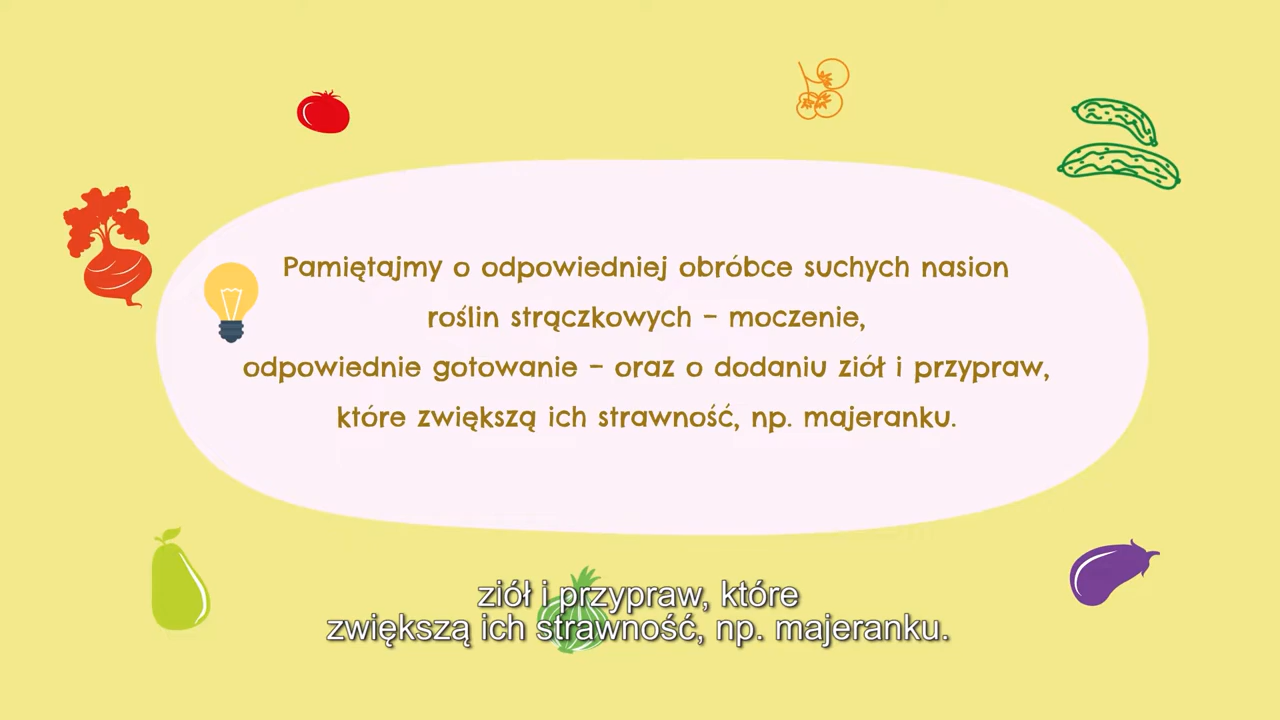 Pamiętajmy o odpowiedniej obróbce suchych nasion
roślin strączkowych – moczenie,
odpowiednie gotowanie – oraz o dodaniu ziół i przypraw,
które zwiększą ich strawność, np. majeranku.
ziół i przypraw, które
zwiększą ich strawność, np. majeranku.